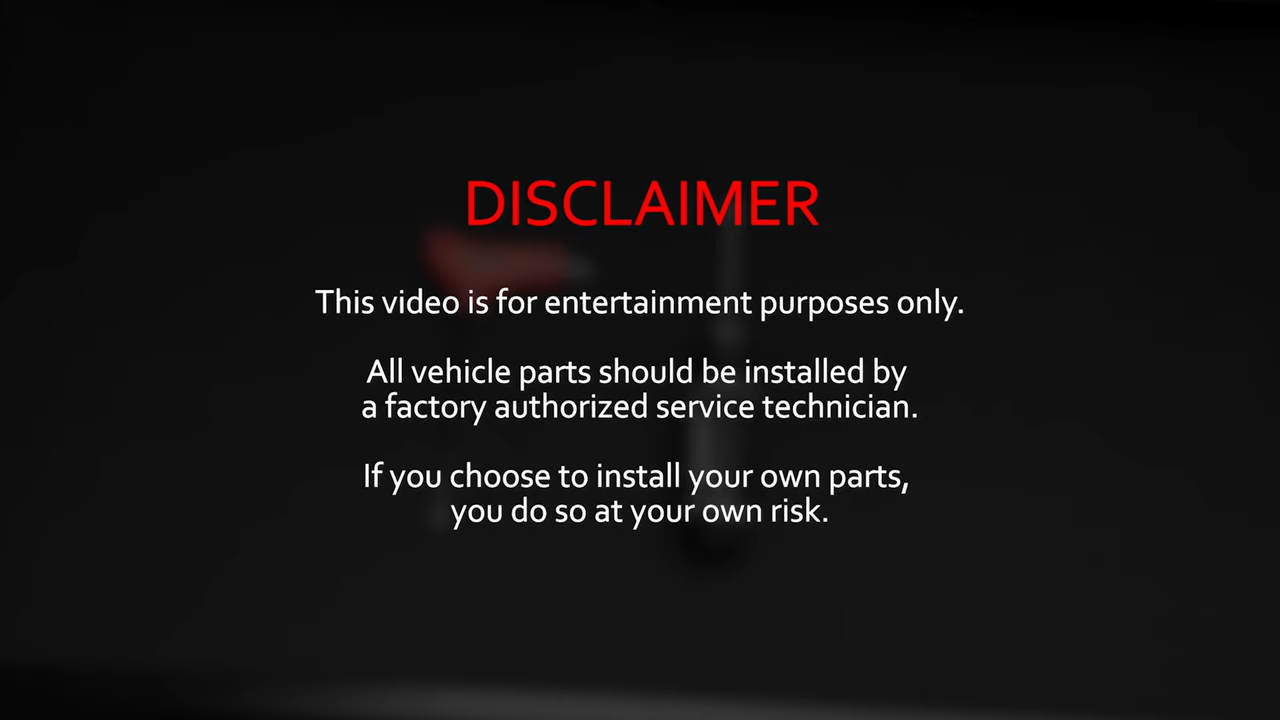 DISCLAIMER
This video is for entertainment purposes only.
All vehicle parts should be installed by
a factory authorized service technician.
If you choose to install your own parts,
you do so at your own risk.